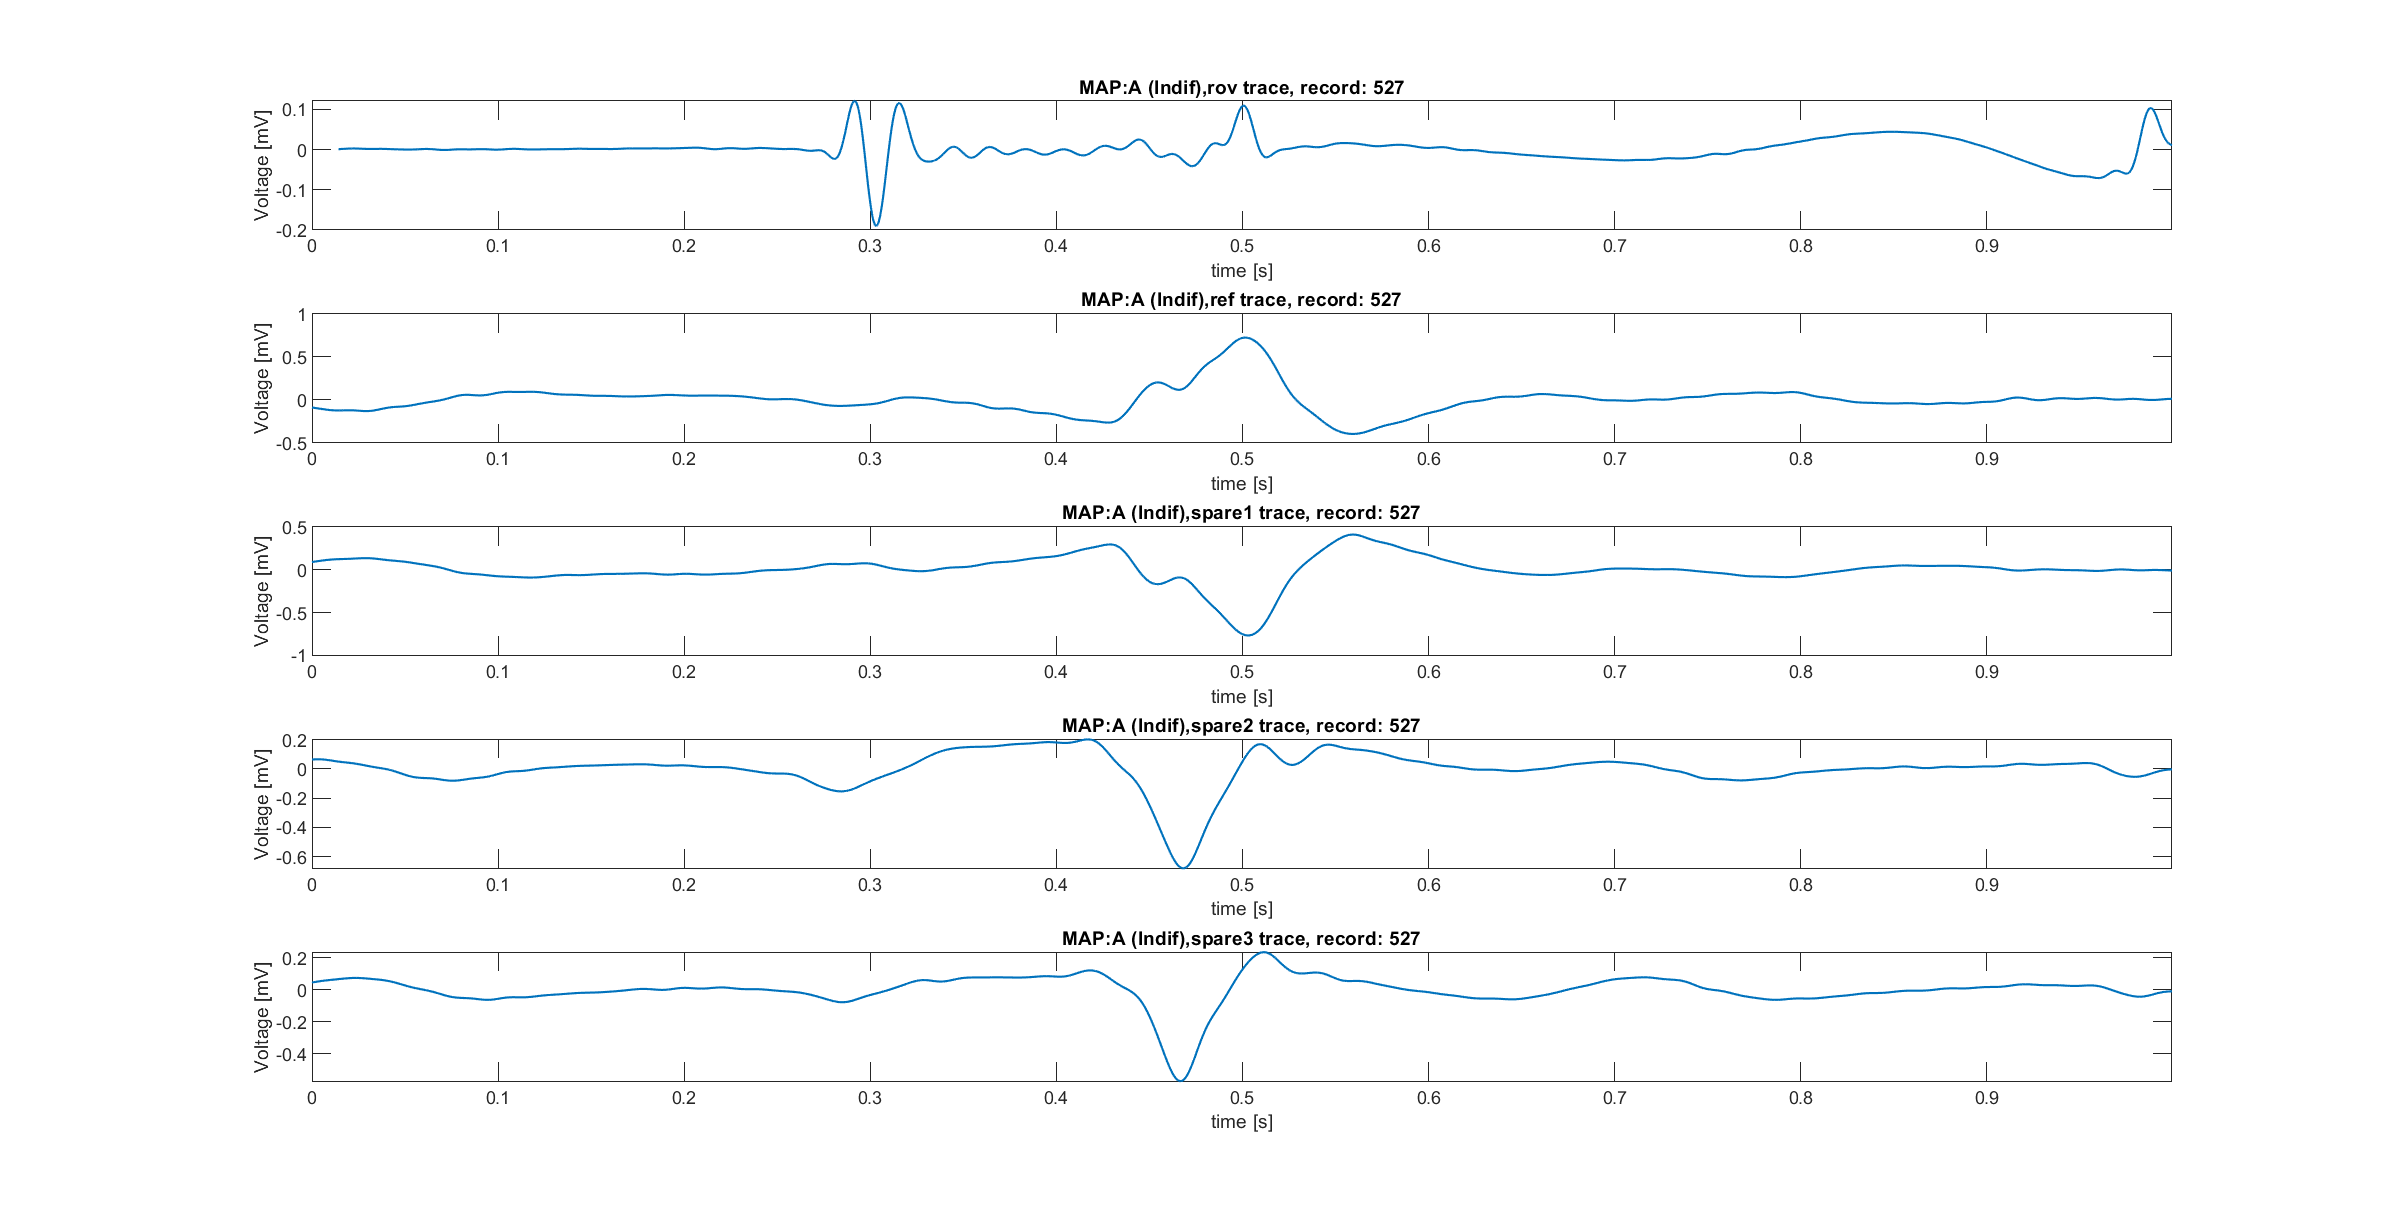 MAP:A (Indif),rov trace, record: 527
Voltage [mV]
0.1
0
-0.1
-0.2
0 0.1 0.2 0.3 0.4 0.5 0.6 0.7 0.8 0.9
time [s]
MAP:A (Indif),ref trace, record: 527
Voltage [mV]
1
0.5
0
-0.5
0 0.1 0.2 0.3 0.4 0.5 0.6 0.7 0.8 0.9
time [s]
MAP:A (Indif),spare1 trace, record: 527
Voltage [mV]
0.5
0
-0.5
-1
0 0.1 0.2 0.3 0.4 0.5 0.6 0.7 0.8 0.9
time [s]
MAP:A (Indif),spare2 trace, record: 527
Voltage [mV]
0.2
0
-0.2
-0.4
-0.6
0 0.1 0.2 0.3 0.4 0.5 0.6 0.7 0.8 0.9
time [s]
MAP:A (Indif),spare3 trace, record: 527
Voltage [mV]
0.2
0
-0.2
-0.4
0 0.1 0.2 0.3 0.4 0.5 0.6 0.7 0.8 0.9
time [s]